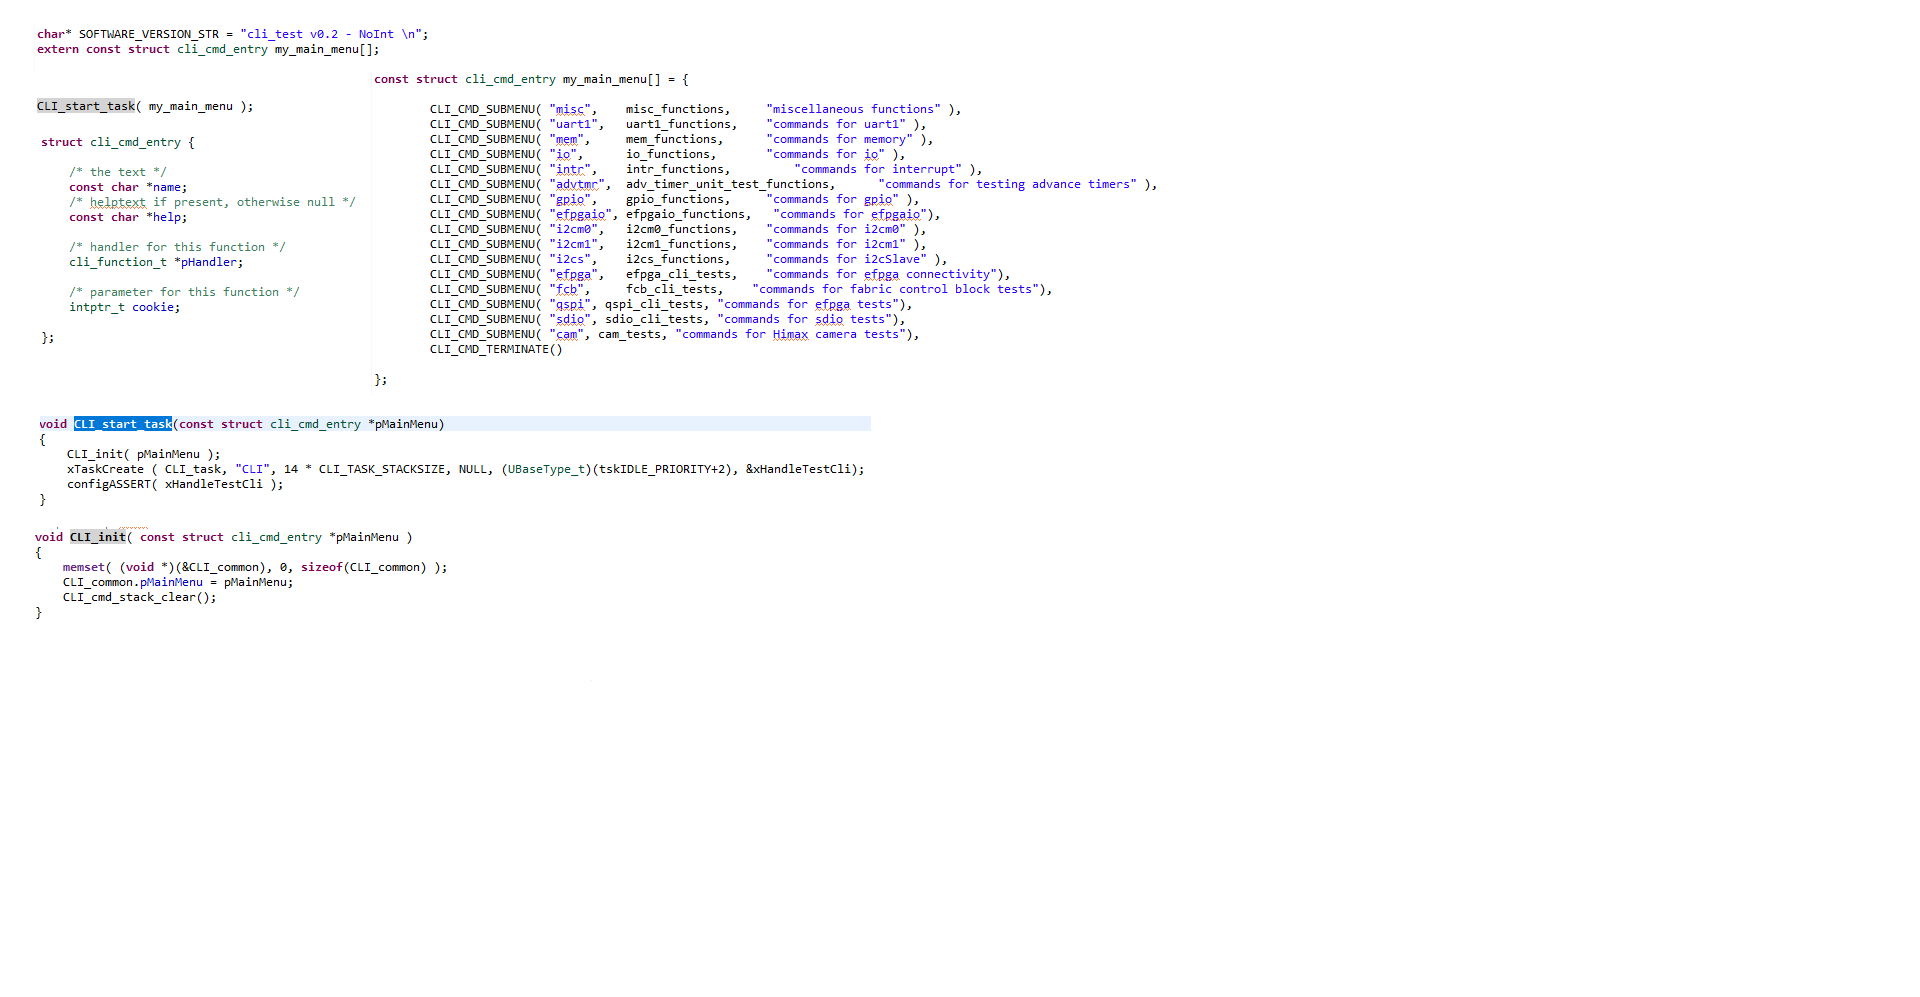 char* SOFTWARE_VERSION_STR = "cli_test v0.2 - NoInt \n";
extern const struct cli_cmd_entry my_main_menu[];
CLI_start_task( my_main_menu );
struct cli_cmd_entry {
/* the text */
const char *name;
/* helptext if present, otherwise null */
const char *help;
/* handler for this function */
cli_function_t *pHandler;
/* parameter for this function */
intptr_t cookie;
};
const struct cli_cmd_entry my_main_menu[] = {
CLI_CMD_SUBMENU( "misc", misc_functions, "miscellaneous functions" ),
CLI_CMD_SUBMENU( "uart1", uart1_functions, "commands for uart1" ),
CLI_CMD_SUBMENU( "mem", mem_functions, "commands for memory" ),
CLI_CMD_SUBMENU( "io", io_functions, "commands for io" ),
CLI_CMD_SUBMENU( "intr", intr_functions, "commands for interrupt" ),
CLI_CMD_SUBMENU( "advtmr", adv_timer_unit_test_functions, "commands for testing advance timers" ),
CLI_CMD_SUBMENU( "gpio", gpio_functions, "commands for gpio" ),
CLI_CMD_SUBMENU( "efpgaio", efpgaio_functions, "commands for efpgaio"),
CLI_CMD_SUBMENU( "i2cm0", i2cm0_functions, "commands for i2cm0" ),
CLI_CMD_SUBMENU( "i2cm1", i2cm1_functions, "commands for i2cm1" ),
CLI_CMD_SUBMENU( "i2cs", i2cs_functions, "commands for i2cSlave" ),
CLI_CMD_SUBMENU( "efpga", efpga_cli_tests, "commands for efpga connectivity"),
CLI_CMD_SUBMENU( "fcb", fcb_cli_tests, "commands for fabric control block tests"),
CLI_CMD_SUBMENU( "qspi", qspi_cli_tests, "commands for efpga tests"),
CLI_CMD_SUBMENU( "sdio", sdio_cli_tests, "commands for sdio tests"),
CLI_CMD_SUBMENU( "cam", cam_tests, "commands for Himax camera tests"),
CLI_CMD_TERMINATE()
};
void CLI_start_task(const struct cli_cmd_entry *pMainMenu)
{
CLI_init( pMainMenu );
xTaskCreate ( CLI_task, "CLI", 14 * CLI_TASK_STACKSIZE, NULL, (UBaseType_t)(tskIDLE_PRIORITY+2), &xHandleTestCli);
configASSERT( xHandleTestCli );
}
void CLI_init( const struct cli_cmd_entry *pMainMenu )
{
memset( (void *)(&CLI_common), 0, sizeof(CLI_common) );
CLI_common.pMainMenu = pMainMenu;
CLI_cmd_stack_clear();
}